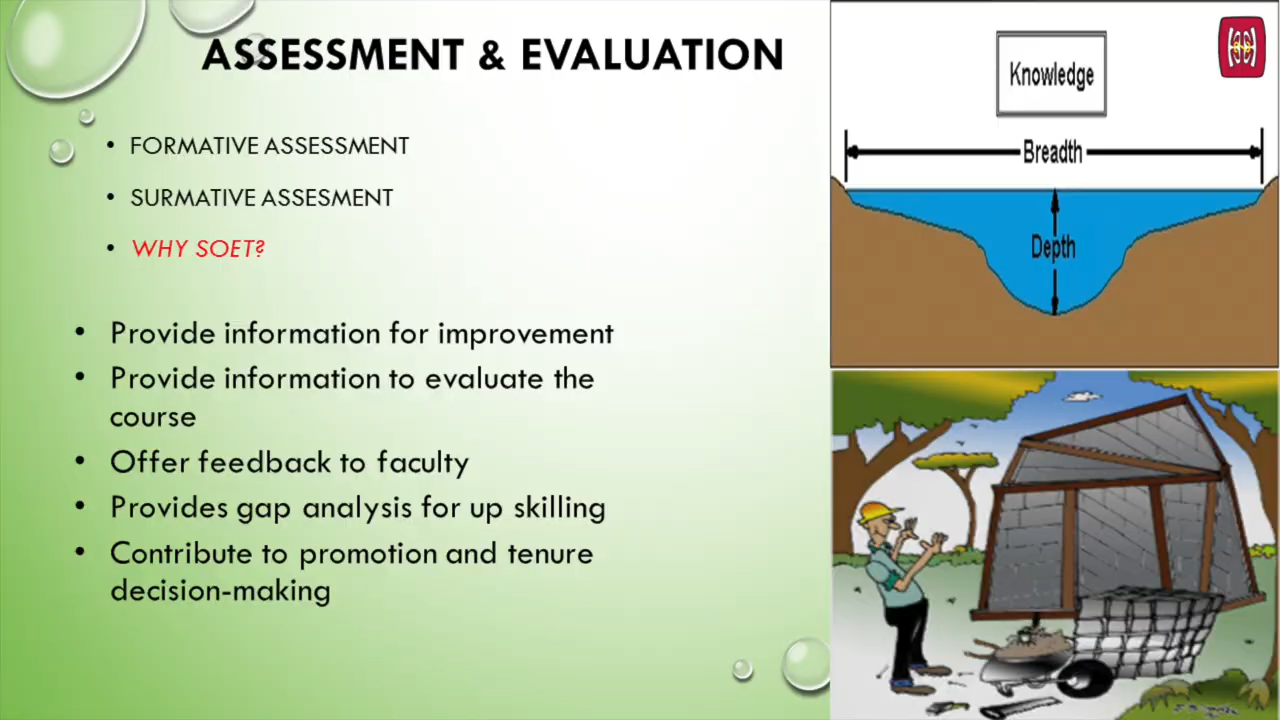 ASSESSMENT & EVALUATION
• FORMATIVE ASSESSMENT
• SURMATIVE ASSESMENT
• WHY SOET?
• Provide information for improvement
• Provide information to evaluate the
course
• Offer feedback to faculty
• Provides gap analysis for up skilling
• Contribute to promotion and tenure
decision-making
Knowledge
Breadth
Depth